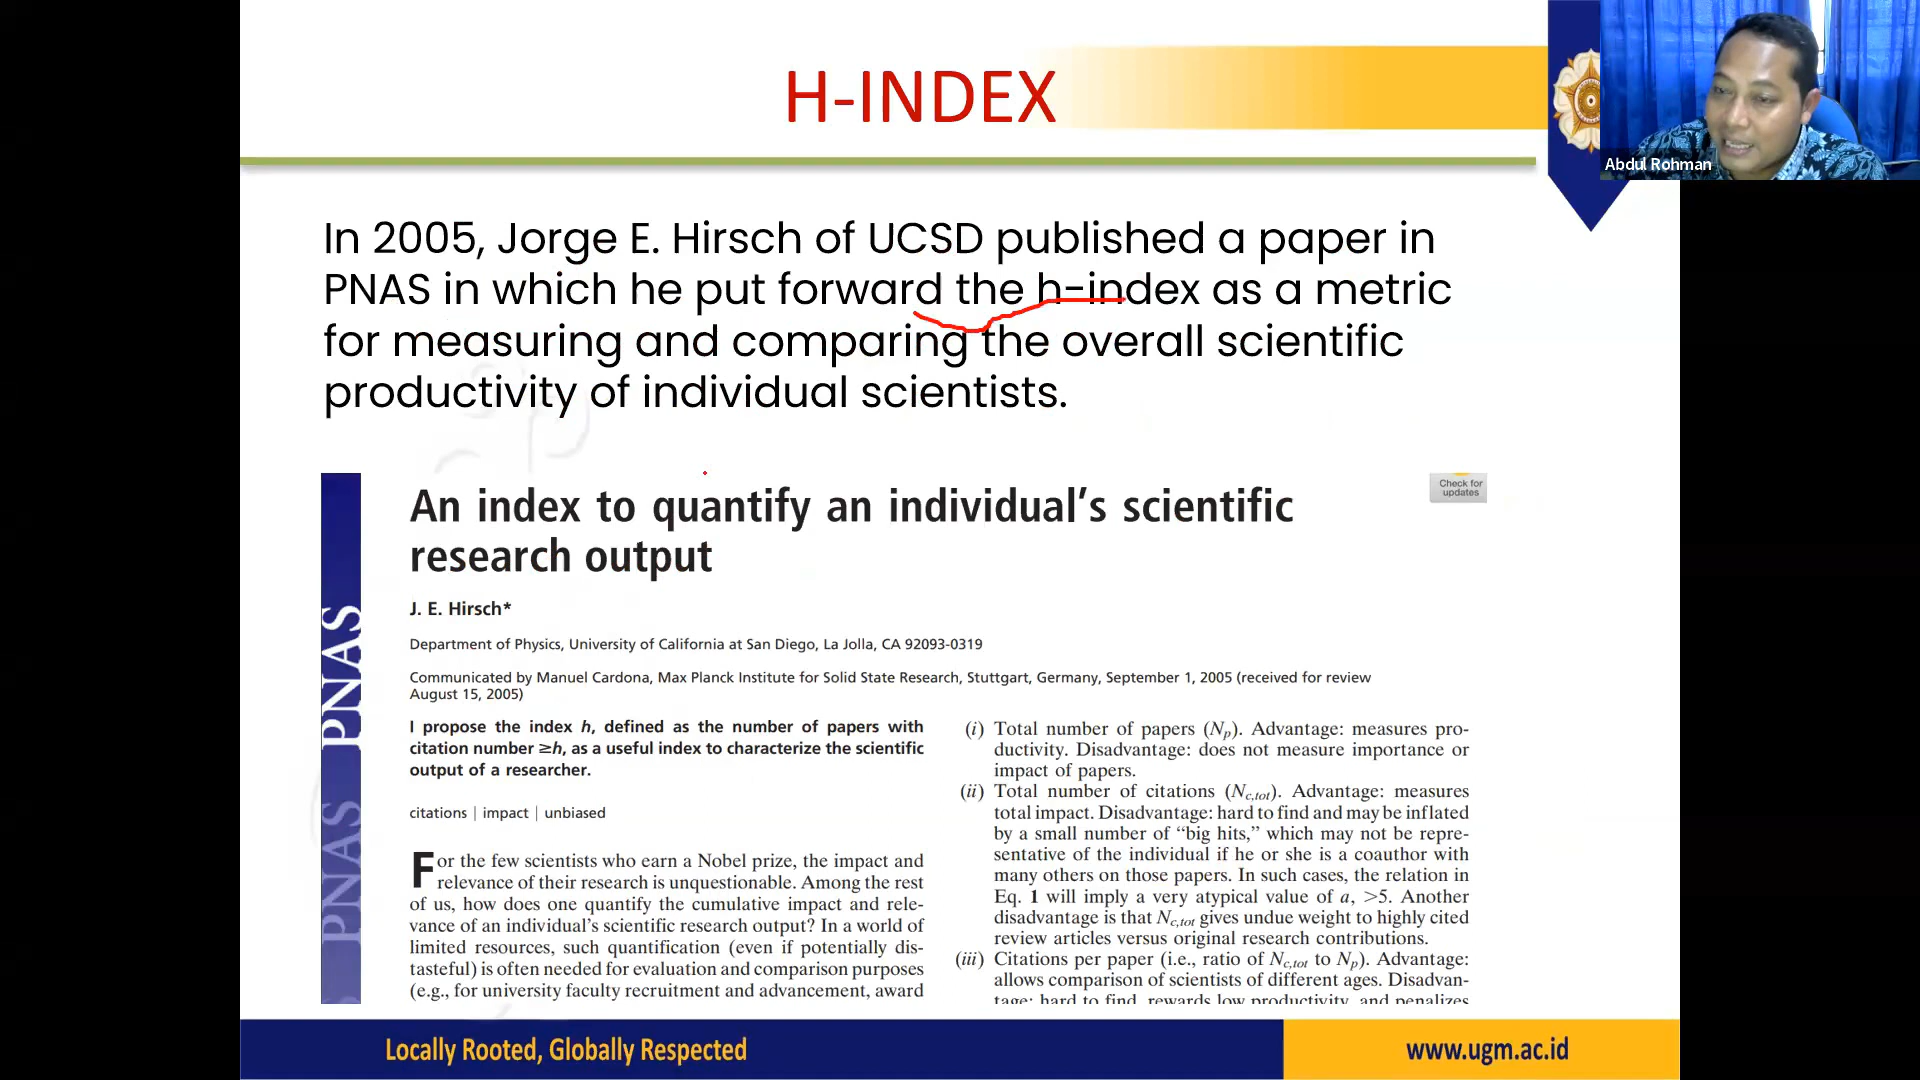 H-INDEX
Abdul Rohman
In 2005, Jorge E. Hirsch of UCSD published a paper in
PNAS in which he put forward the h-index as a metric
for measuring and comparing the overall scientific
productivity of individual scientists.
Check for
updates
An index to quantify an individual's scientific
research output
J. E. Hirsch*
Department of Physics, University of California at San Diego, La Jolla, CA 92093-0319
Communicated by Manuel Cardona, Max Planck Institute for Solid State Research, Stuttgart, Germany, September 1, 2005 (received for review
August 15, 2005)
I propose the index h, defined as the number of papers with
citation number ≥h, as a useful index to characterize the scientific
output of a researcher.
citations | impact | unbiased
For the few scientists who earn a Nobel prize, the impact and
relevance of their research is unquestionable. Among the rest
of us, how does one quantify the cumulative impact and rele-
vance of an individual's scientific research output? In a world of
limited resources, such quantification (even if potentially dis-
tasteful) is often needed for evaluation and comparison purposes
(e.g., for university faculty recruitment and advancement, award
(i) Total number of papers (Np). Advantage: measures pro-
ductivity. Disadvantage: does not measure importance or
impact of papers.
(ii) Total number of citations (Nc,tot). Advantage: measures
total impact. Disadvantage: hard to find and may be inflated
by a small number of “big hits,” which may not be repre-
sentative of the individual if he or she is a coauthor with
many others on those papers. In such cases, the relation in
Eq. 1 will imply a very atypical value of a, >5. Another
disadvantage is that Nc,tot gives undue weight to highly cited
review articles versus original research contributions.
(iii) Citations per paper (i.e., ratio of Nc,tot to Np). Advantage:
allows comparison of scientists of different ages. Disadvan-
tage: hard to find, rewards low productivity, and penalizes
PNAS
PNAS
Locally Rooted, Globally Respected
www.ugm.ac.id